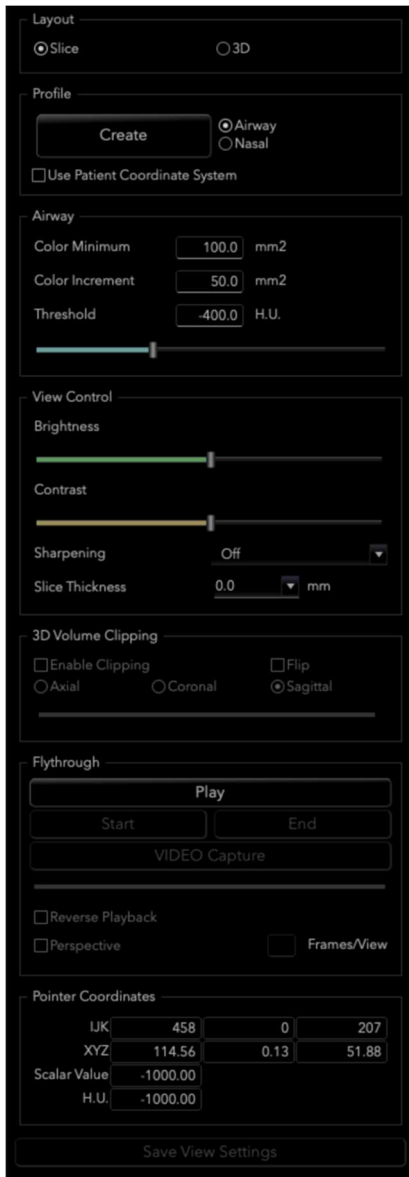 Layout
Slice 3D
Profile
Create
Airway
Nasal
Use Patient Coordinate System
Airway
Color Minimum 100.0 mm2
Color Increment 50.0 mm2
Threshold -400.0 H.U.
View Control
Brightness
Contrast
Sharpening Off
Slice Thickness 0.0 mm
3D Volume Clipping
Enable Clipping Flip
Axial Coronal Sagittal
Flythrough
Play
Start End
VIDEO Capture
Reverse Playback
Perspective Frames/View
Pointer Coordinates
IJK 458 0 207
XYZ 114.56 0.13 51.88
Scalar Value -1000.00
H.U. -1000.00
Save View Settings